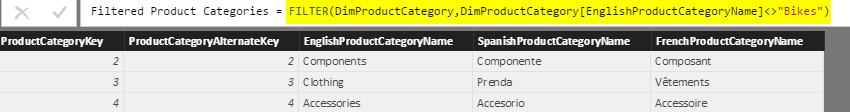 Filtered Product Categories = FILTER(DimProductCategory,DimProductCategory[EnglishProductCategoryName]<>"Bikes")
ProductCategoryKey ProductCategoryAlternateKey EnglishProductCategoryName SpanishProductCategoryName FrenchProductCategoryName
2 2 Components Componente Composant
3 3 Clothing Prenda Vêtements
4 4 Accessories Accesorio Accessoire